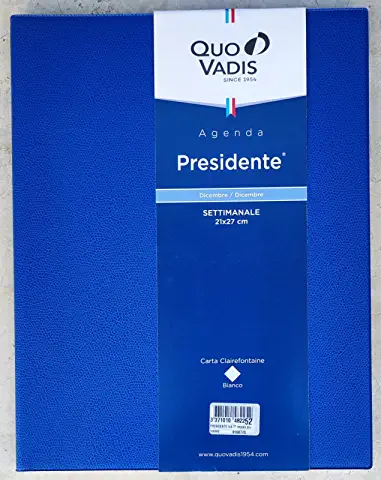 QUO
VADIS
SINCE 1954
Agenda
Presidente®
Dicembre / Dicembre
SETTIMANALE
21x27 cm
Carta Clairefontaine
Bianco
www.quovadis1954.com